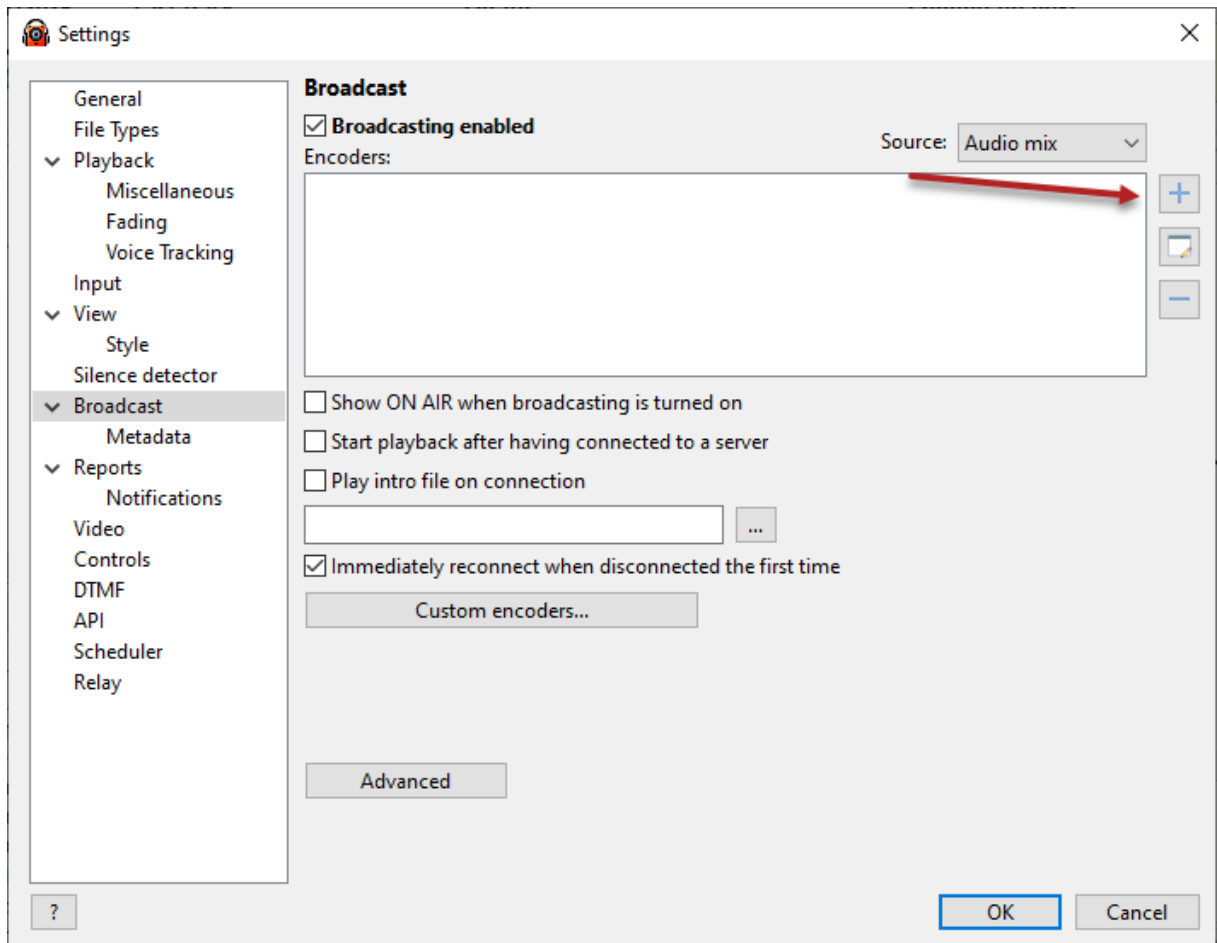 Settings
General
File Types
Playback
Miscellaneous
Fading
Voice Tracking
Input
View
Style
Silence detector
Broadcast
Metadata
Reports
Notifications
Video
Controls
DTMF
API
Scheduler
Relay
Broadcast
Broadcasting enabled
Source: Audio mix
Encoders:
Show ON AIR when broadcasting is turned on
Start playback after having connected to a server
Play intro file on connection
...
Immediately reconnect when disconnected the first time
Custom encoders...
Advanced
?
OK
Cancel